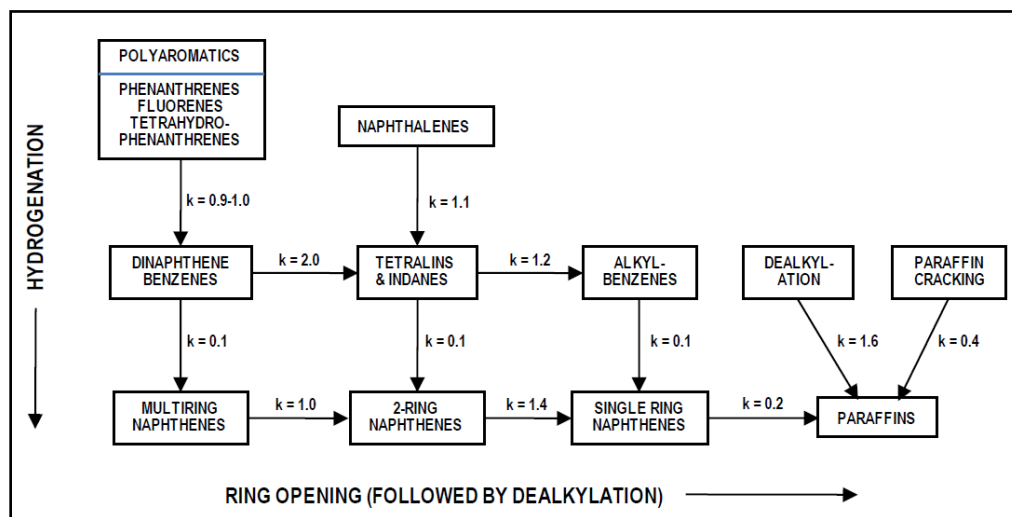 POLYAROMATICS
PHENANTHRENES
FLUORENES
TETRAHYDRO-
PHENANTHRENES
NAPHTHALENES
HYDROGENATION
k = 0.9-1.0
k = 1.1
DINAPHTHENE
BENZENES
k = 2.0
TETRALINS
& INDANES
k = 1.2
ALKYL-
BENZENES
DEALKYL-
ATION
PARAFFIN
CRACKING
k = 0.1
k = 0.1
k = 0.1
k = 1.6
k = 0.4
MULTIRING
NAPHTHENES
k = 1.0
2-RING
NAPHTHENES
k = 1.4
SINGLE RING
NAPHTHENES
k = 0.2
PARAFFINS
RING OPENING (FOLLOWED BY DEALKYLATION)